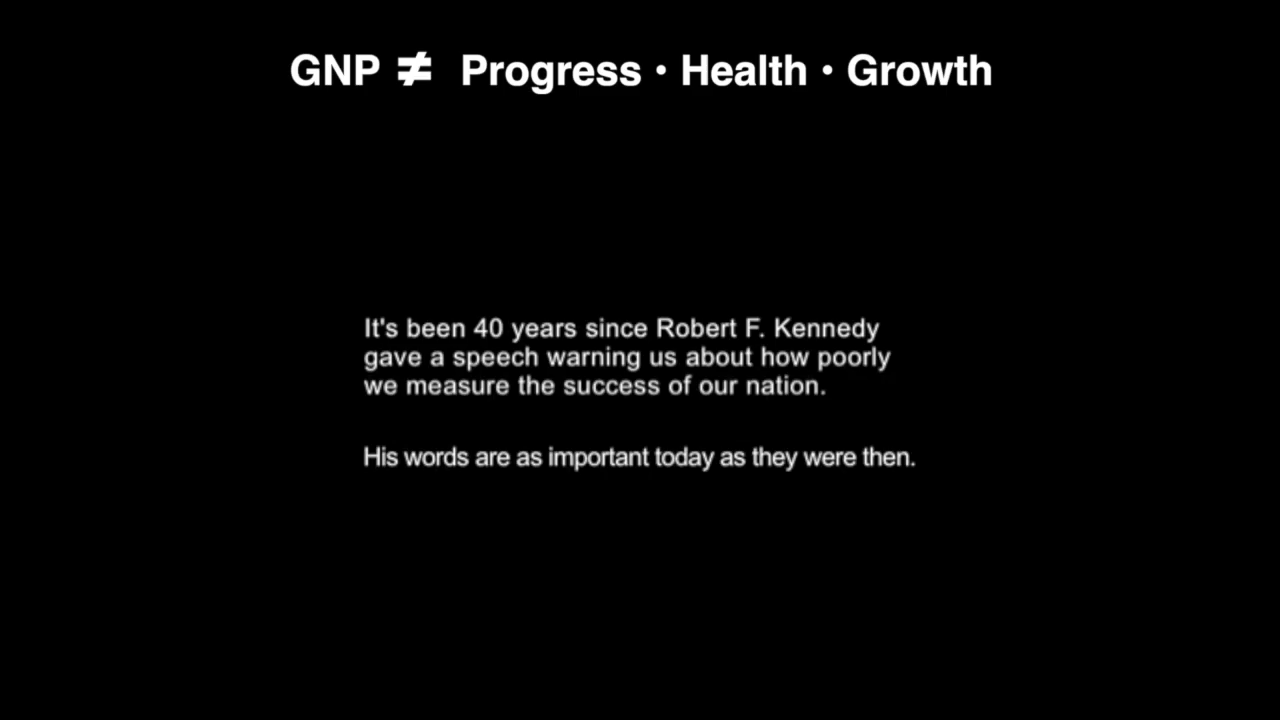 GNP ≠ Progress • Health • Growth
It's been 40 years since Robert F. Kennedy
gave a speech warning us about how poorly
we measure the success of our nation.
His words are as important today as they were then.